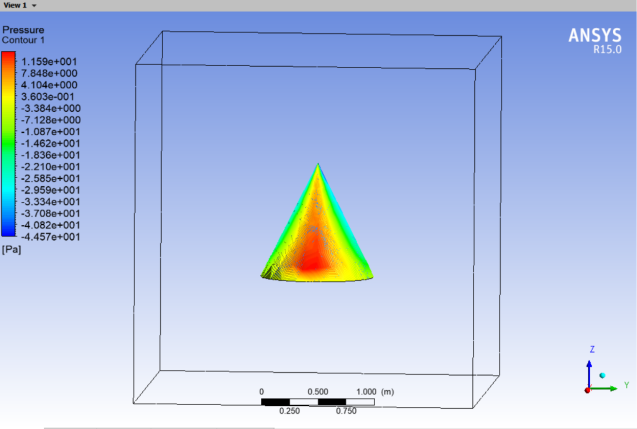 View 1
Pressure
Contour 1
ANSYS
R15.0
1.159e+001
7.848e+000
4.104e+000
3.603e-001
-3.384e+000
-7.128e+000
-1.087e+001
-1.462e+001
-1.836e+001
-2.210e+001
-2.585e+001
-2.959e+001
-3.334e+001
-3.708e+001
-4.082e+001
-4.457e+001
[Pa]
0 0.500 1.000 (m)
0.250 0.750
Z
Y